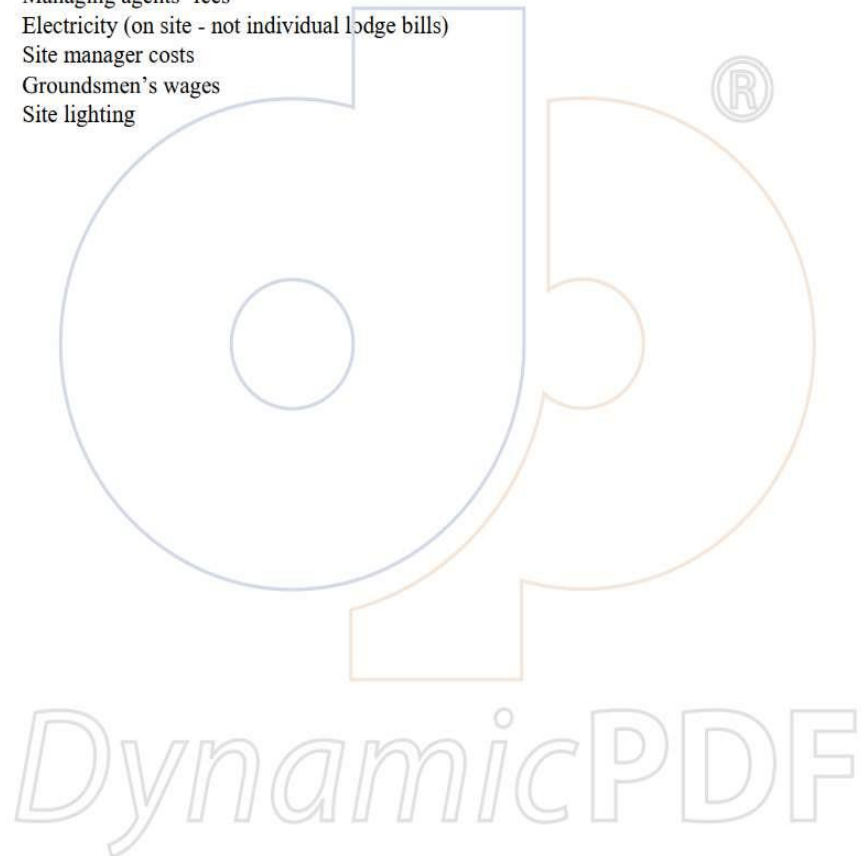 Managing agents' fees
Electricity (on site - not individual lodge bills)
Site manager costs
Groundsmen’s wages
Site lighting
®
DynamicPDF